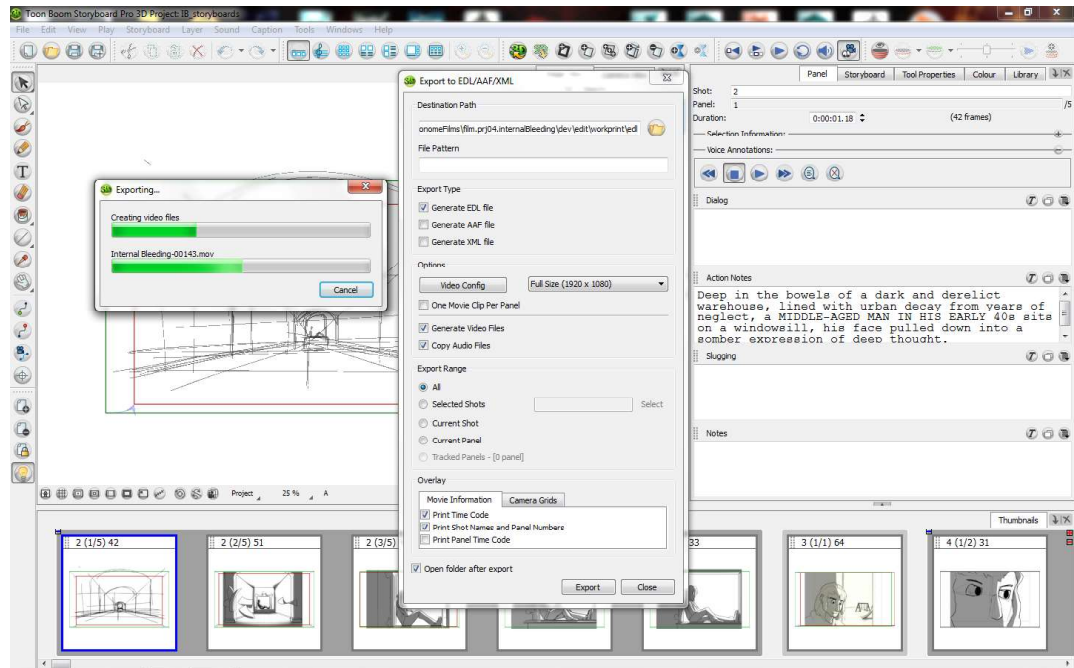 Toon Boom Storyboard Pro 3D Project: IB_storyboards
File Edit View Play Storyboard Layer Sound Caption Tools Windows Help
Export to EDL/AAF/XML
Destination Path
onomeFilms\film.prj04.internalBleeding\dev\edit\workprint\edl
File Pattern
Export Type
Generate EDL file
Generate AAF file
Generate XML file
Options
Video Config
Full Size (1920 x 1080)
One Movie Clip Per Panel
Generate Video Files
Copy Audio Files
Export Range
All
Selected Shots
Select
Current Shot
Current Panel
Tracked Panels - [0 panel]
Overlay
Movie Information Camera Grids
Print Time Code
Print Shot Names and Panel Numbers
Print Panel Time Code
Open folder after export
Export Close
Exporting...
Creating video files
Internal Bleeding-00143.mov
Cancel
Project 25 % A
Panel Storyboard Tool Properties Colour Library
Shot: 2
Panel: 1 /5
Duration: 0:00:01.18 (42 frames)
Selection Information:
Voice Annotations:
Dialog
Action Notes
Deep in the bowels of a dark and derelict
warehouse, lined with urban decay from years of
neglect, a MIDDLE-AGED MAN IN HIS EARLY 40s sits
on a windowsill, his face pulled down into a
somber expression of deep thought.
Slugging
Notes
Thumbnails
2 (1/5) 42
2 (2/5) 51
2 (3/5)
33
3 (1/1) 64
4 (1/2) 31